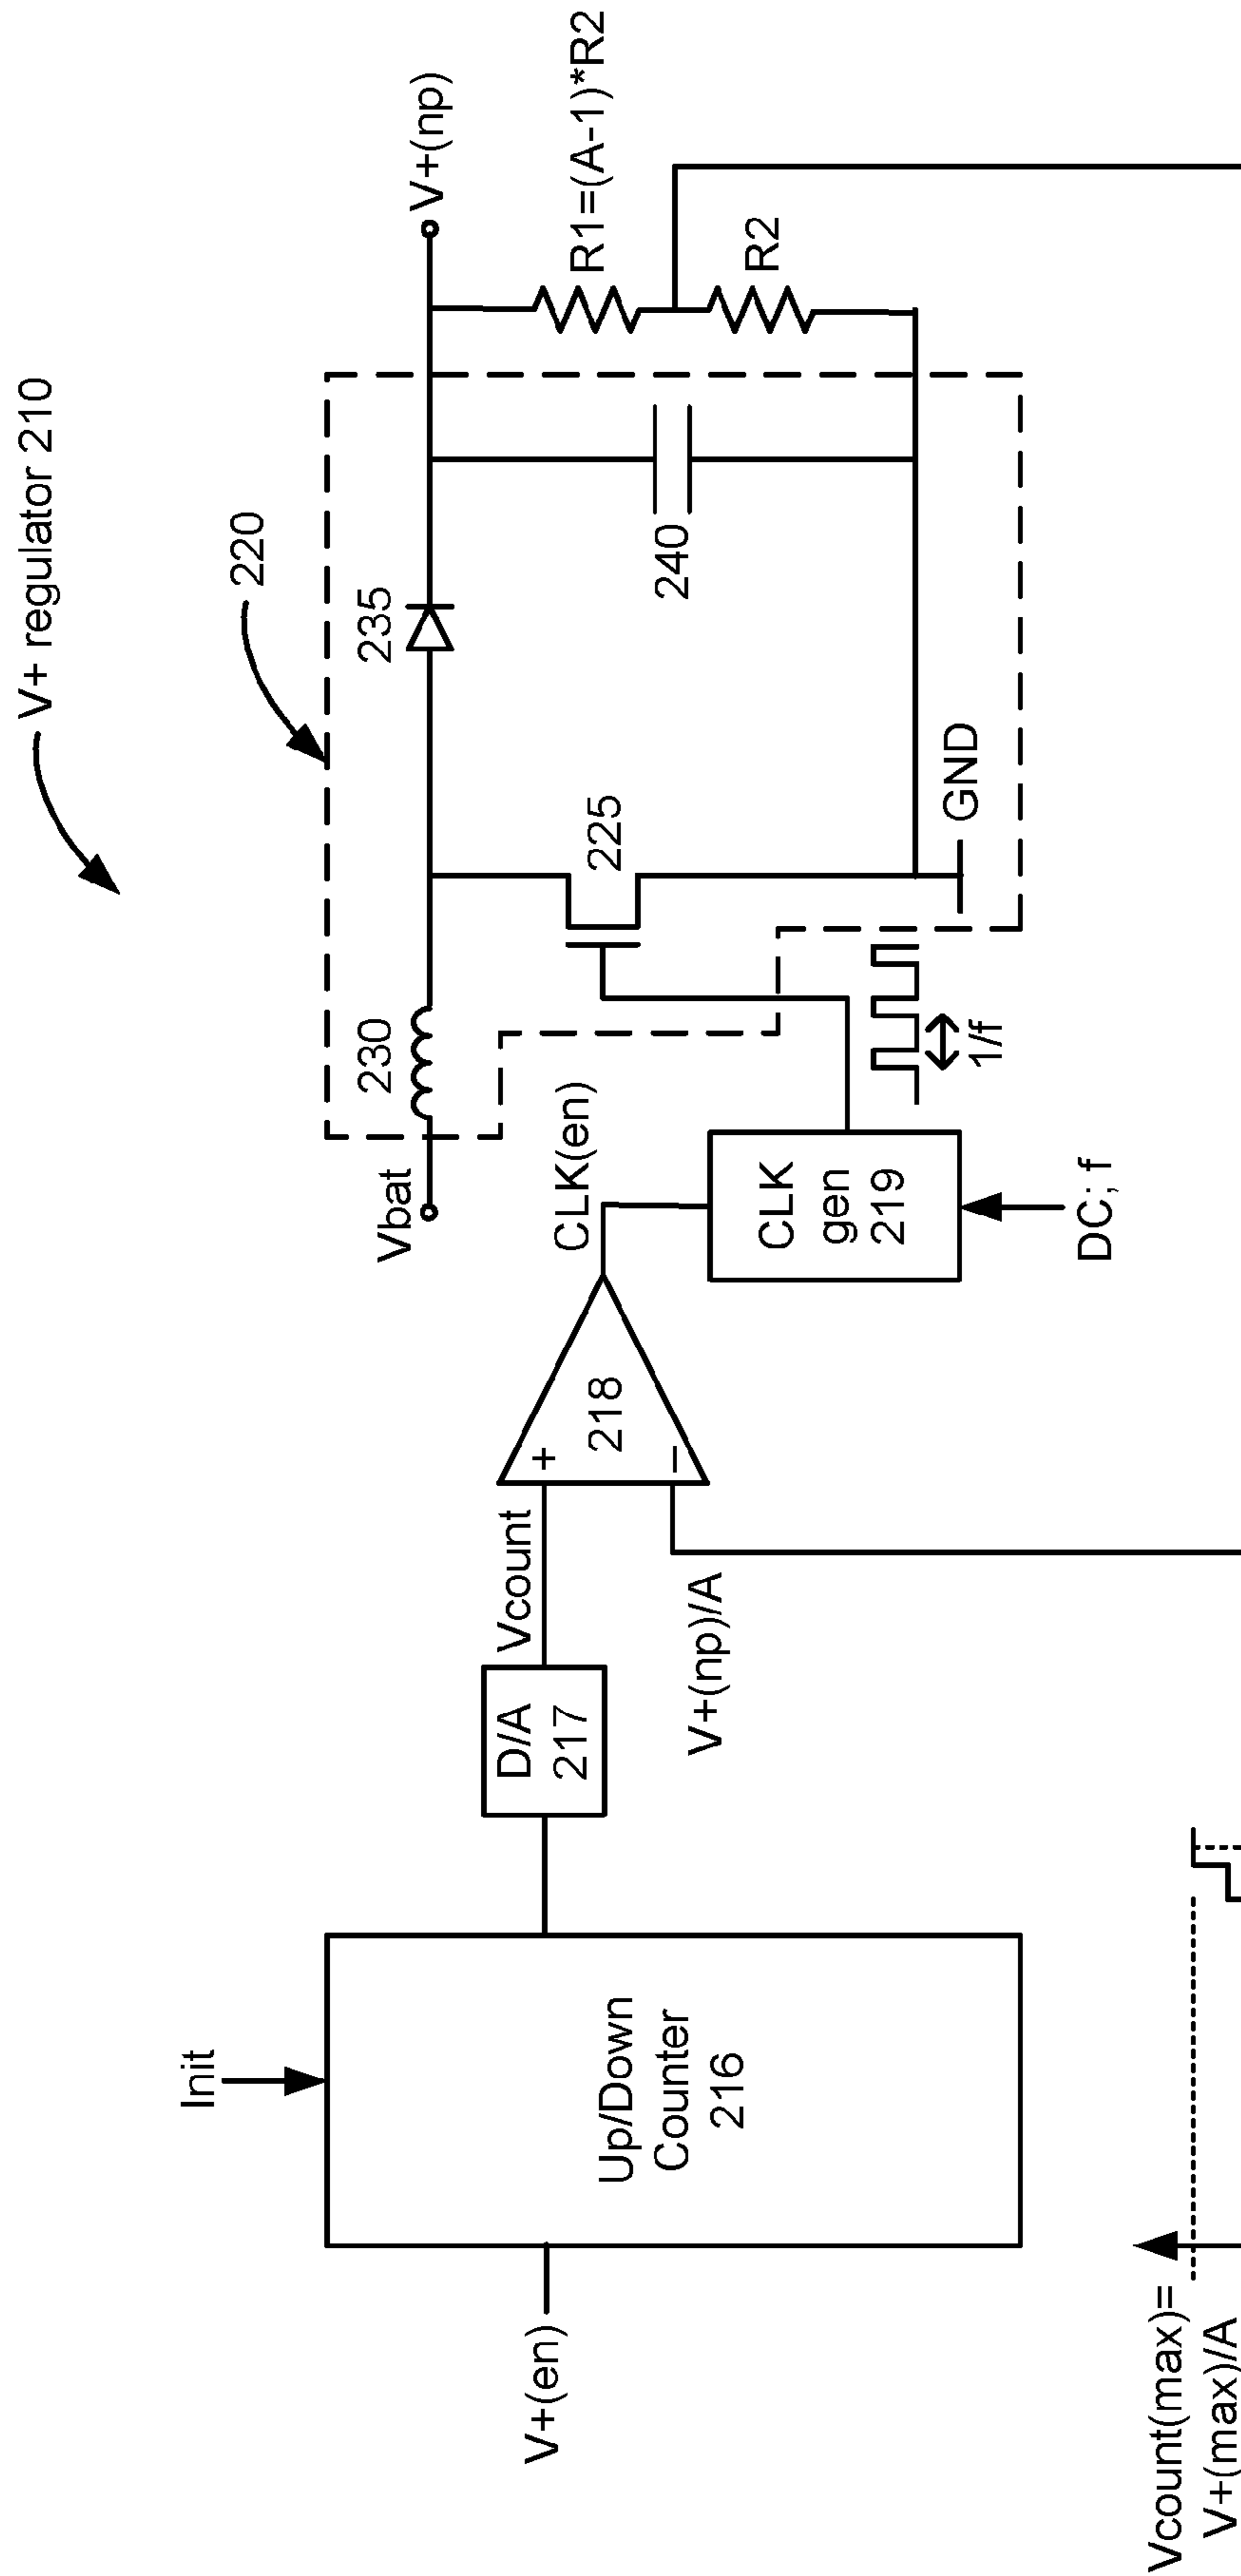 V+ regulator 210
220
Vbat
230
235
V+(np)
R1=(A-1)*R2
R2
240
225
GND
1/f
CLK(en)
CLK
gen
219
DC; f
+
218
−
Vcount
V+(np)/A
D/A
217
Init
Up/Down
Counter
216
V+(en)
Vcount(max)=
V+(max)/A